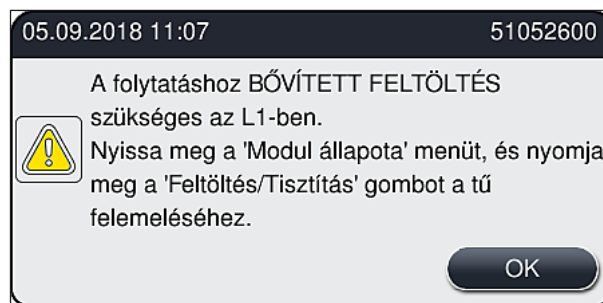 05.09.2018 11:07 51052600
A folytatáshoz BŐVÍTETT FELTÖLTÉS
szükséges az L1-ben.
Nyissa meg a 'Modul állapota' menüt, és nyomja
meg a 'Feltöltés/Tisztítás' gombot a tű
felemeléséhez.
OK